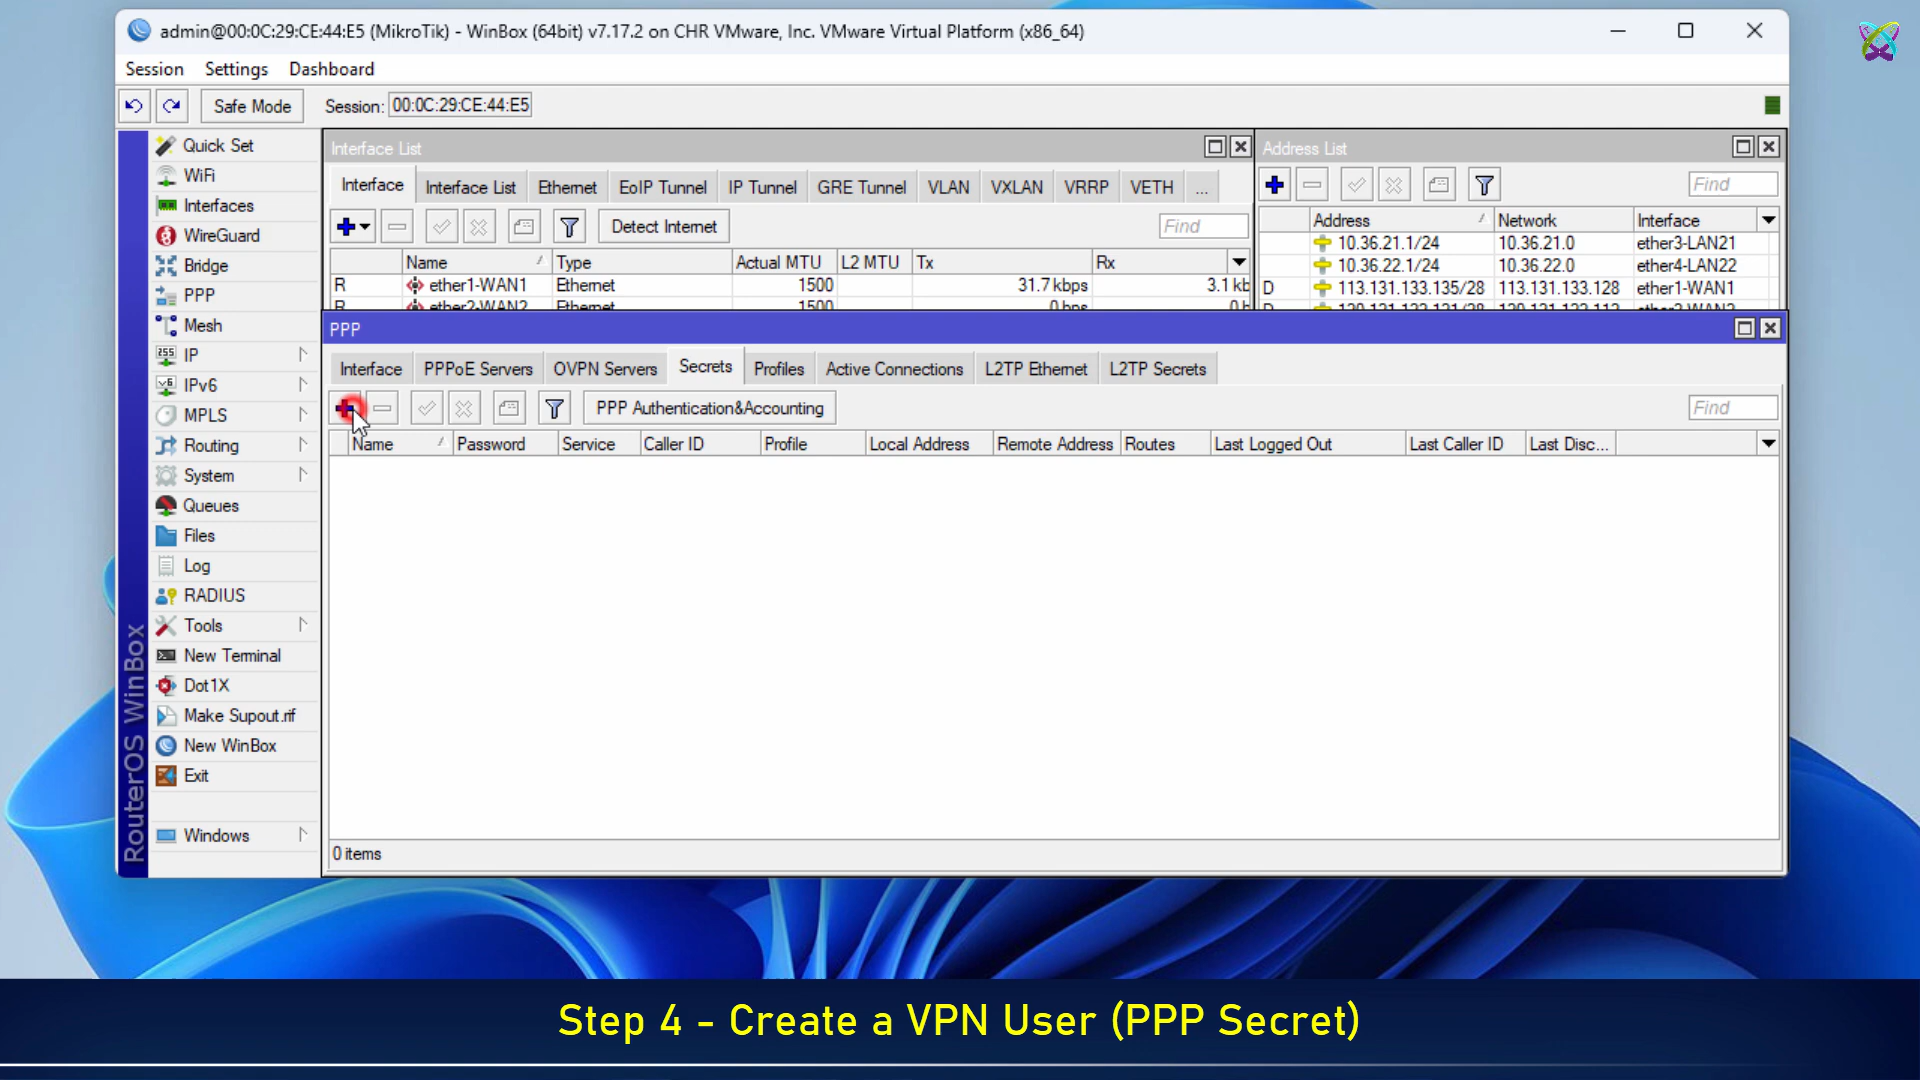 admin@00:0C:29:CE:44:E5 (MikroTik) - WinBox (64bit) v7.17.2 on CHR VMware, Inc. VMware Virtual Platform (x86_64)
Session Settings Dashboard
Safe Mode Session: 00:0C:29:CE:44:E5
Quick Set
WiFi
Interfaces
WireGuard
Bridge
PPP
Mesh
IP
IPv6
MPLS
Routing
System
Queues
Files
Log
RADIUS
Tools
New Terminal
Dot1X
Make Supout.rif
New WinBox
Exit
Windows
RouterOS WinBox
Interface List
Interface Interface List Ethernet EoIP Tunnel IP Tunnel GRE Tunnel VLAN VXLAN VRRP VETH ...
Detect Internet Find
Name Type Actual MTU L2 MTU Tx Rx
R ether1-WAN1 Ethernet 1500 31.7 kbps 3.1 kb
R ether2-WAN2 Ethernet 1500 0 bps 0 b
Address List
Find
Address Network Interface
10.36.21.1/24 10.36.21.0 ether3-LAN21
10.36.22.1/24 10.36.22.0 ether4-LAN22
D 113.131.133.135/28 113.131.133.128 ether1-WAN1
PPP
Interface PPPoE Servers OVPN Servers Secrets Profiles Active Connections L2TP Ethernet L2TP Secrets
PPP Authentication&Accounting Find
Name Password Service Caller ID Profile Local Address Remote Address Routes Last Logged Out Last Caller ID Last Disc...
0 items
Step 4 - Create a VPN User (PPP Secret)